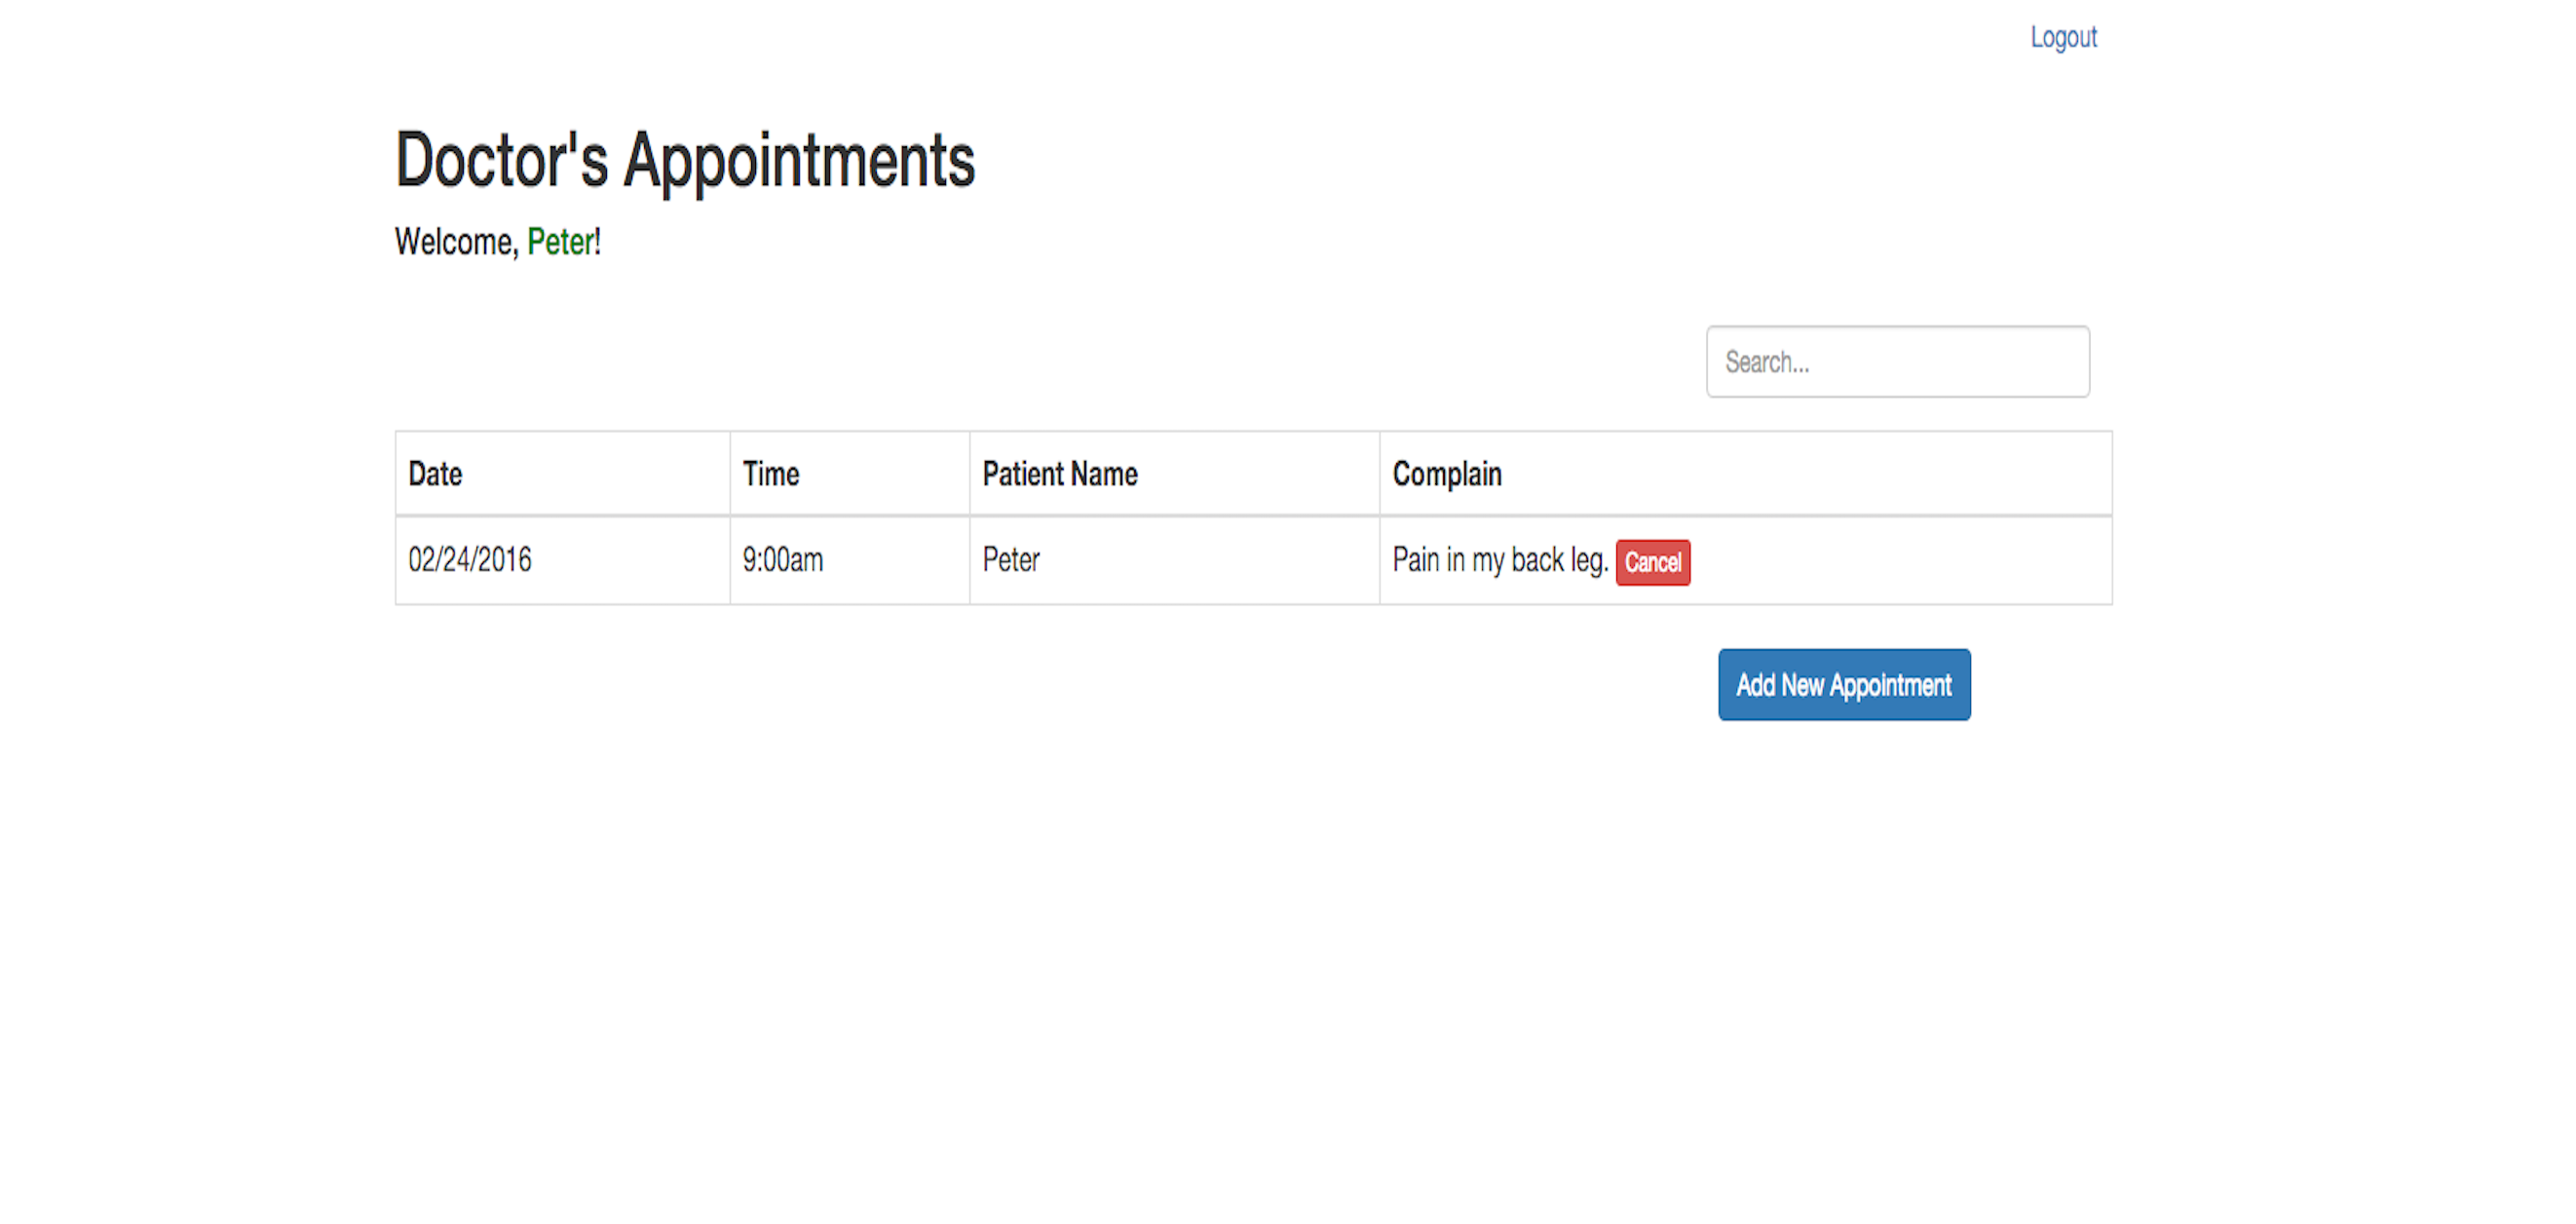 Logout
Doctor's Appointments
Welcome, Peter!
Search...
Date Time Patient Name Complain
02/24/2016 9:00am Peter Pain in my back leg. Cancel
Add New Appointment